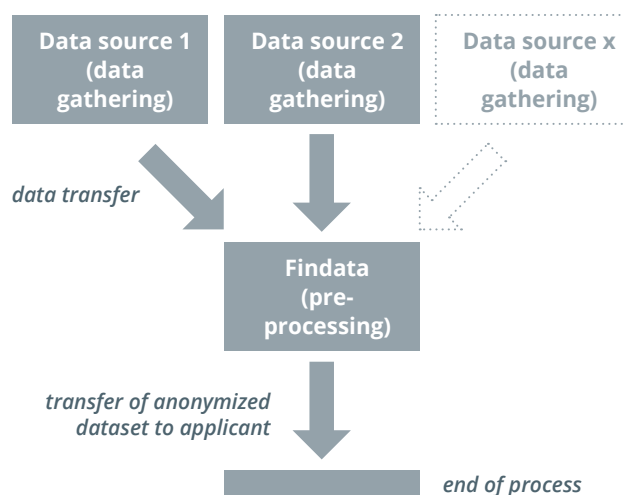 Data source 1
(data
gathering)
Data source 2
(data
gathering)
Data source x
(data
gathering)
data transfer
Findata
(pre-
processing)
transfer of anonymized
dataset to applicant
end of process